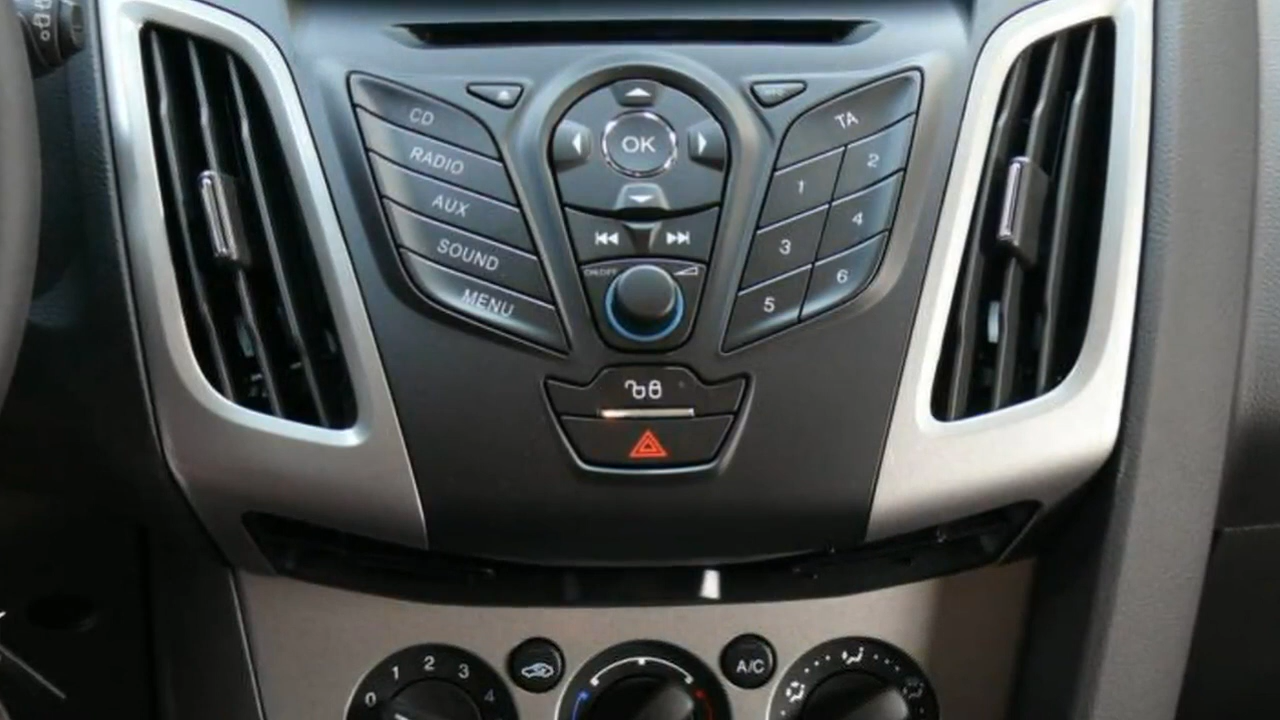 CD
RADIO
AUX
SOUND
MENU
OK
ON/OFF
TA
1 2
3 4
5 6
0 1 2 3 4
A/C